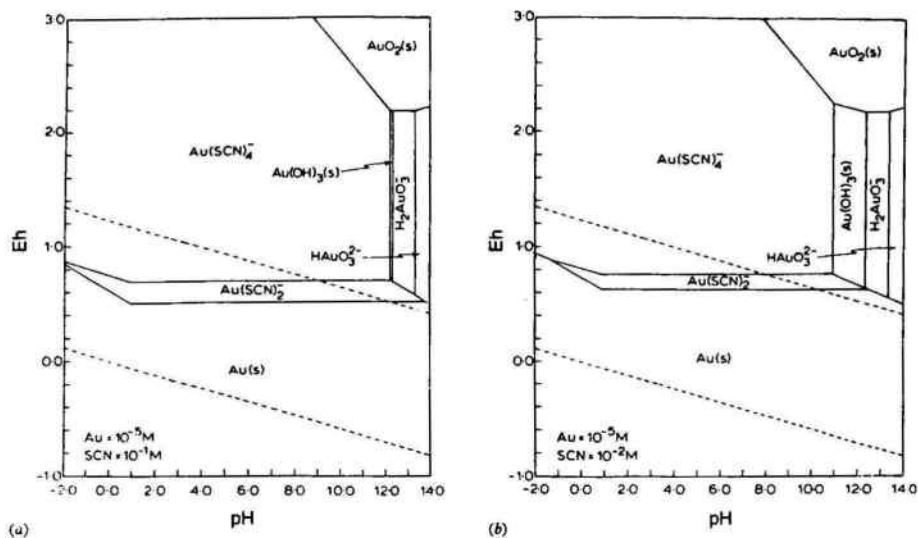 3·0
2·0
1·0
0·0
-1·0
Eh
-2·0 0·0 2·0 4·0 6·0 8·0 10·0 12·0 14·0
pH
AuO₂(s)
Au(SCN)₄⁻
Au(OH)₃(s)
H₂AuO₃⁻
HAuO₃²⁻
Au(SCN)₂⁻
Au(s)
Au = 10⁻⁵M
SCN = 10⁻¹M
(a)
3·0
2·0
1·0
0·0
-1·0
Eh
-2·0 0·0 2·0 4·0 6·0 8·0 10·0 12·0 14·0
pH
AuO₂(s)
Au(SCN)₄⁻
Au(OH)₃(s)
H₂AuO₃⁻
HAuO₃²⁻
Au(SCN)₂⁻
Au(s)
Au = 10⁻⁵M
SCN = 10⁻²M
(b)